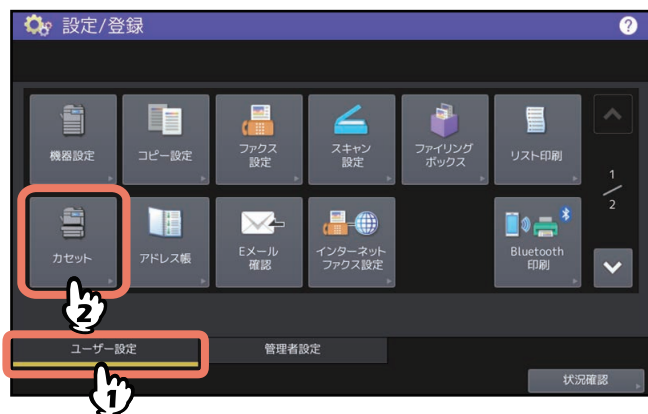 設定/登録
?
機器設定
コピー設定
ファクス
設定
スキャン
設定
ファイリング
ボックス
リスト印刷
1
2
カセット
アドレス帳
Eメール
確認
インターネット
ファクス設定
Bluetooth
印刷
2
ユーザー設定
管理者設定
1
状況確認